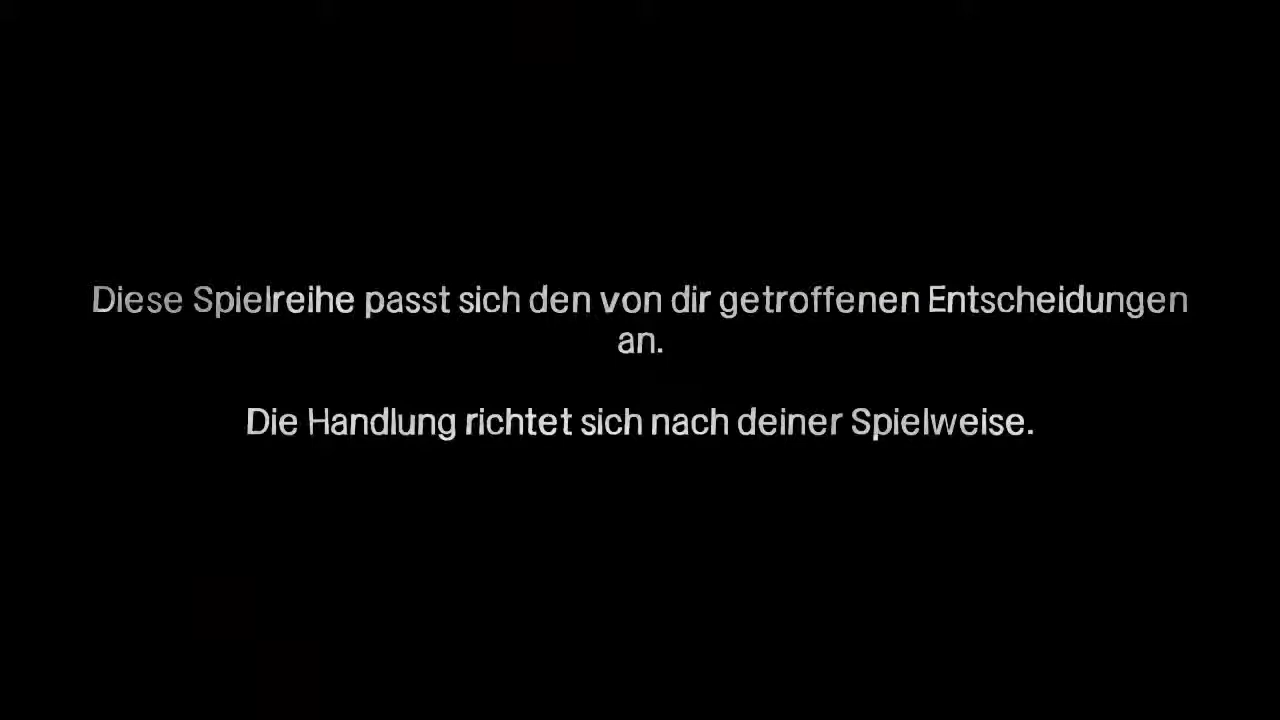 Diese Spielreihe passt sich den von dir getroffenen Entscheidungen
an.
Die Handlung richtet sich nach deiner Spielweise.